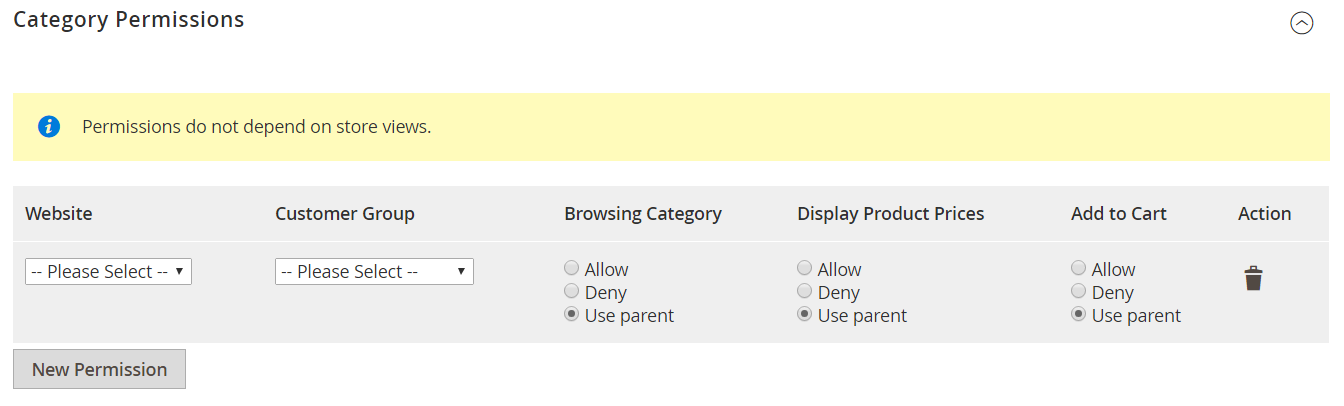 Category Permissions
Permissions do not depend on store views.
Website Customer Group Browsing Category Display Product Prices Add to Cart Action
-- Please Select -- -- Please Select -- Allow Allow Allow
Deny Deny Deny
Use parent Use parent Use parent
New Permission